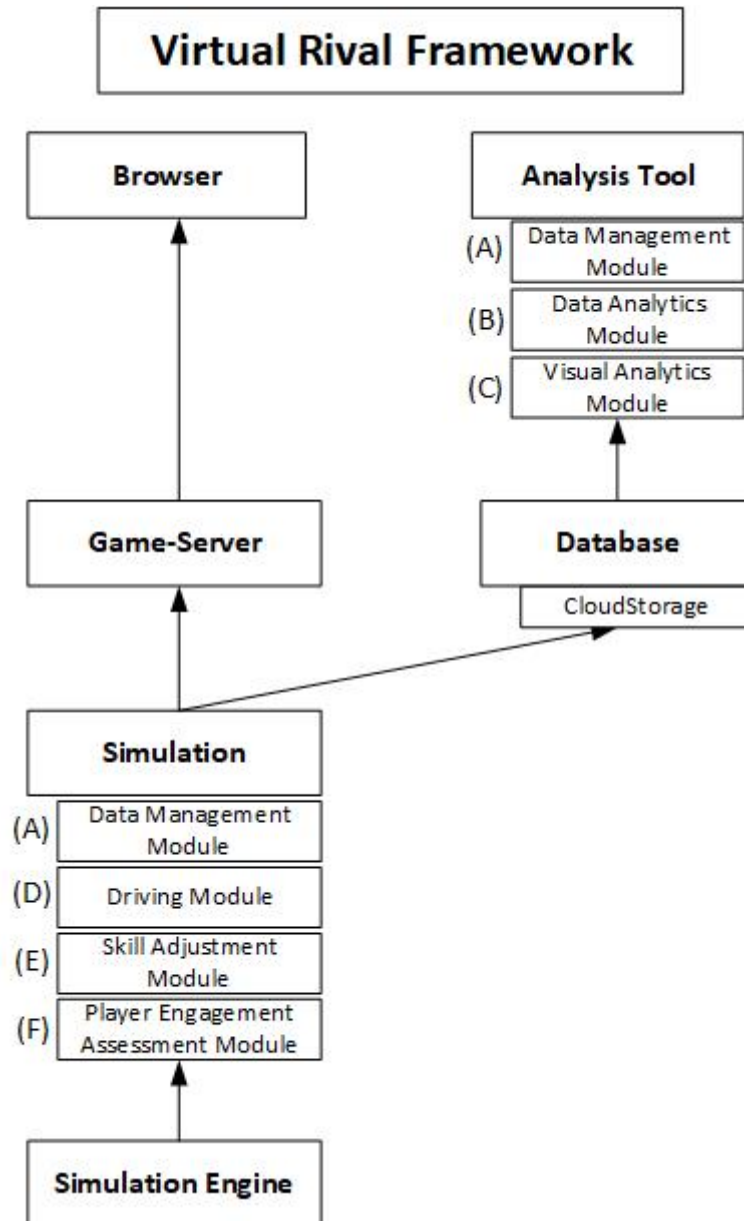 Virtual Rival Framework
Browser
Analysis Tool
(A)
Data Management
Module
(B)
Data Analytics
Module
(C)
Visual Analytics
Module
Game-Server
Database
CloudStorage
Simulation
(A)
Data Management
Module
(D)
Driving Module
(E)
Skill Adjustment
Module
(F)
Player Engagement
Assessment Module
Simulation Engine